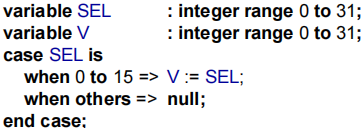 variable SEL : integer range 0 to 31;
variable V : integer range 0 to 31;
case SEL is
when 0 to 15 => V := SEL;
when others => null;
end case;